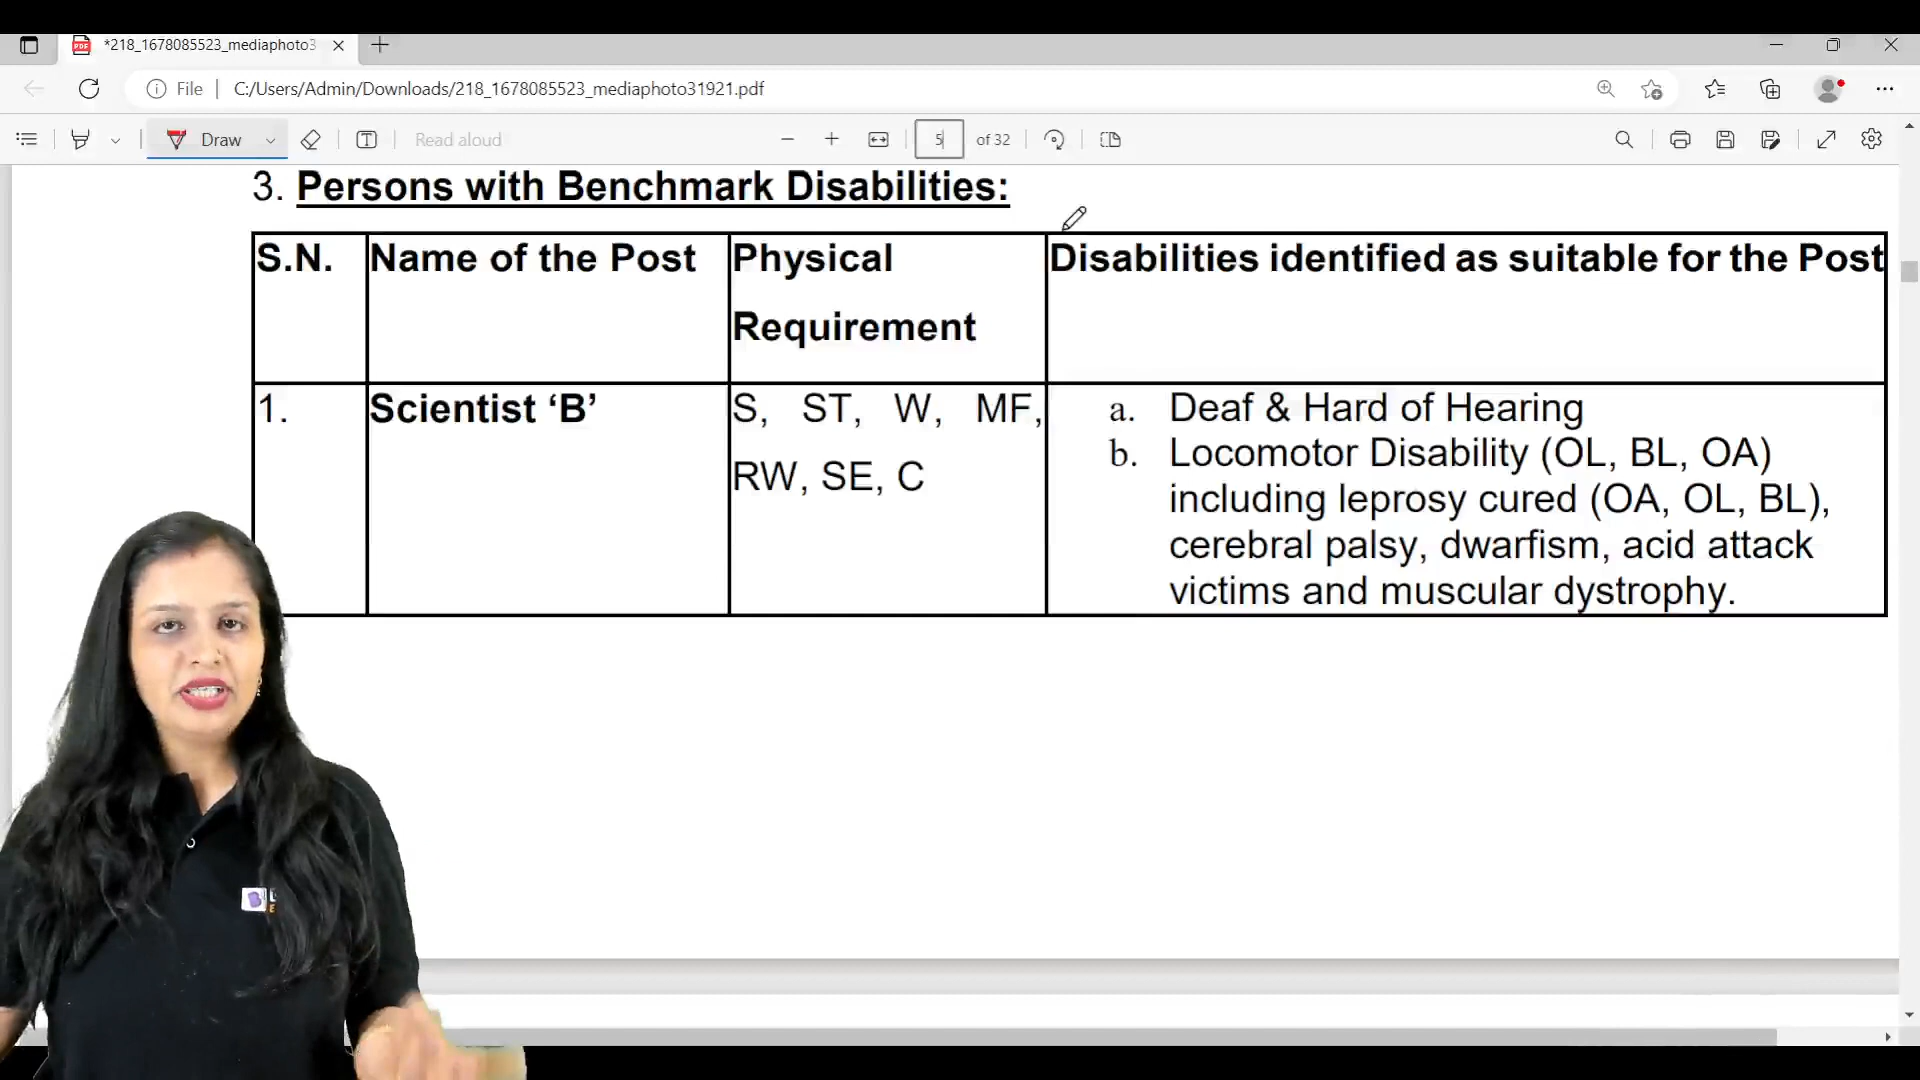 *218_1678085523_mediaphoto3
File
C:/Users/Admin/Downloads/218_1678085523_mediaphoto31921.pdf
Draw
Read aloud
5 of 32
3. Persons with Benchmark Disabilities:
S.N. Name of the Post Physical Requirement Disabilities identified as suitable for the Post
1. Scientist ‘B’
S, ST, W, MF,
RW, SE, C
a. Deaf & Hard of Hearing
b. Locomotor Disability (OL, BL, OA)
including leprosy cured (OA, OL, BL),
cerebral palsy, dwarfism, acid attack
victims and muscular dystrophy.